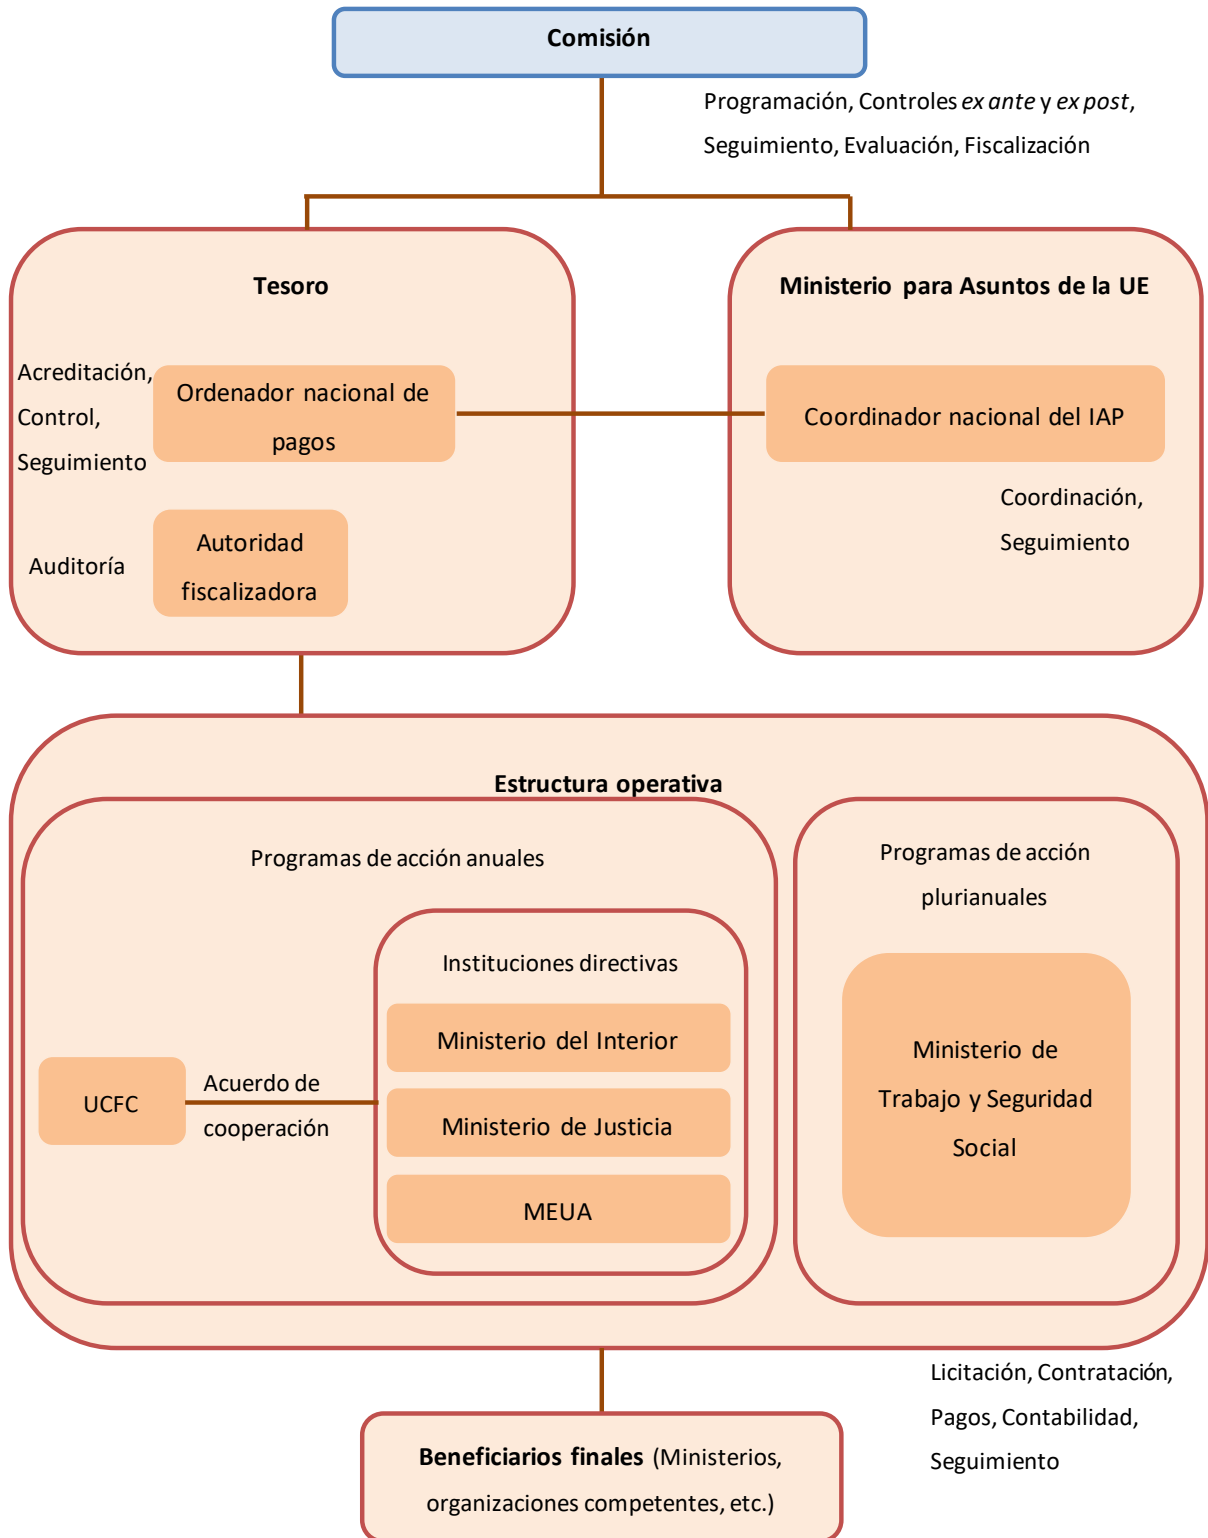 Comisión
Programación, Controles ex ante y ex post,
Seguimiento, Evaluación, Fiscalización
Tesoro
Acreditación,
Control,
Seguimiento
Ordenador nacional de
pagos
Auditoría
Autoridad
fiscalizadora
Ministerio para Asuntos de la UE
Coordinador nacional del IAP
Coordinación,
Seguimiento
Estructura operativa
Programas de acción anuales
UCFC
Acuerdo de
cooperación
Instituciones directivas
Ministerio del Interior
Ministerio de Justicia
MEUA
Programas de acción
plurianuales
Ministerio de
Trabajo y Seguridad
Social
Licitación, Contratación,
Pagos, Contabilidad,
Seguimiento
Beneficiarios finales (Ministerios,
organizaciones competentes, etc.)